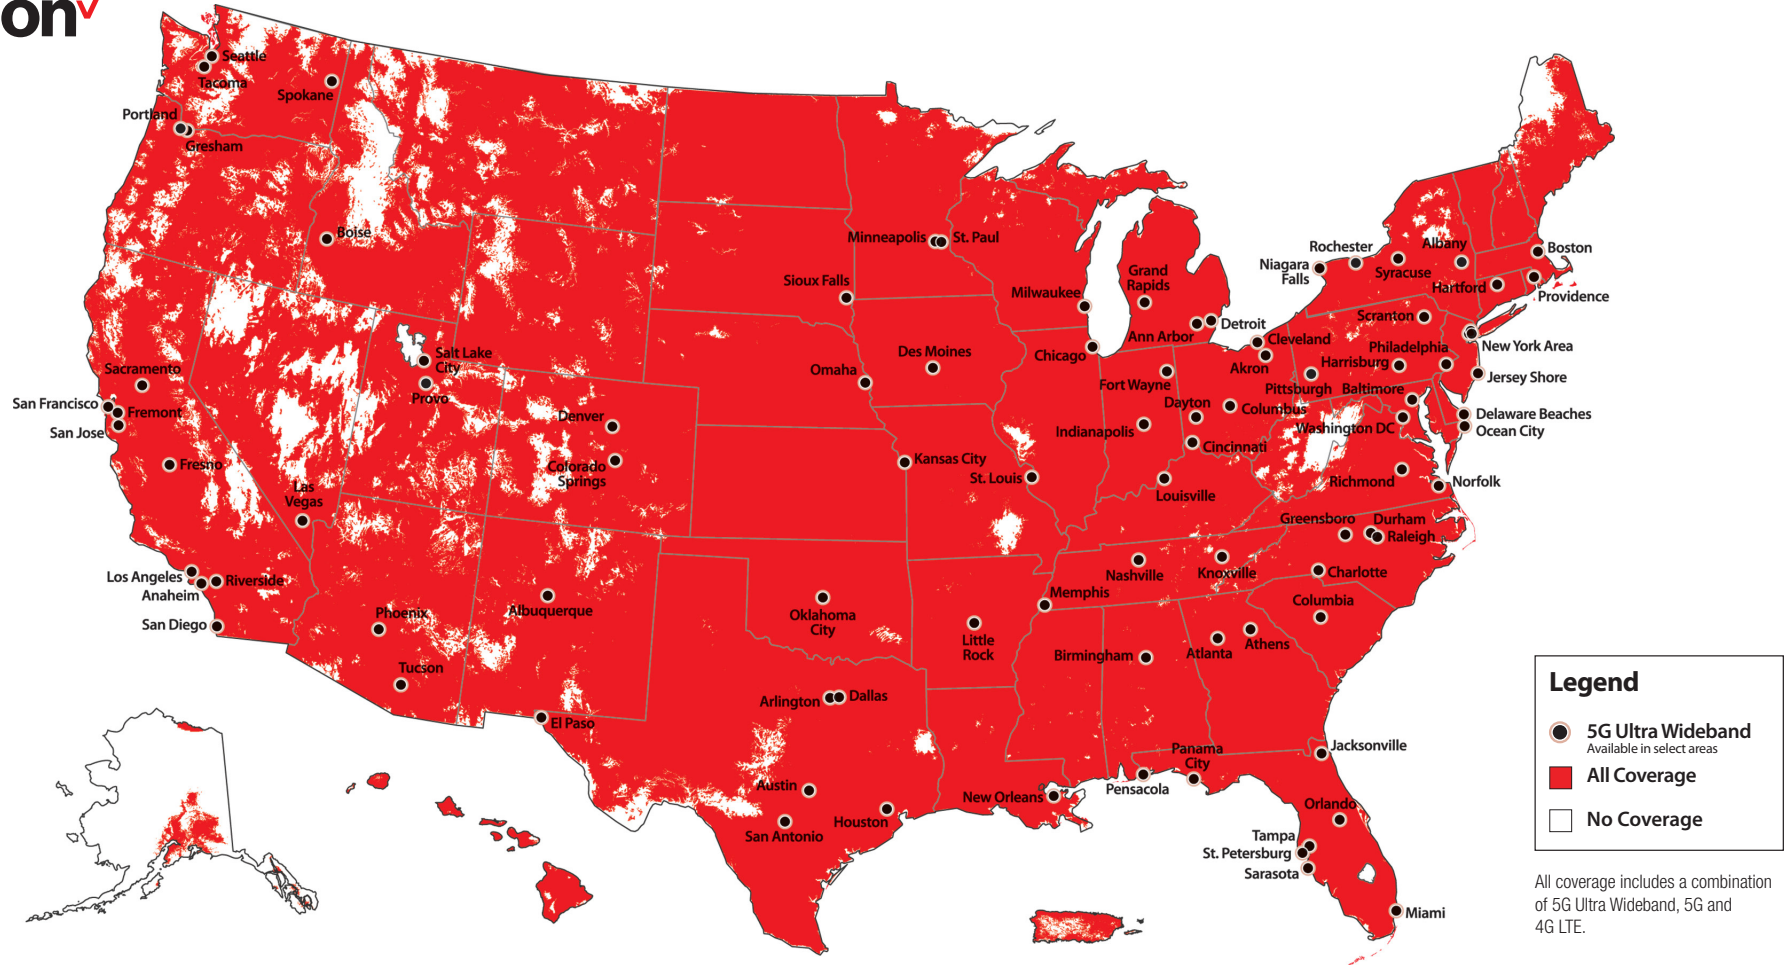 on
Seattle
Tacoma
Spokane
Portland
Gresham
Boise
Minneapolis
St. Paul
Sioux Falls
Milwaukee
Grand
Rapids
Ann Arbor
Detroit
Chicago
Rochester
Niagara
Falls
Syracuse
Albany
Boston
Hartford
Providence
Scranton
New York Area
Philadelphia
Harrisburg
Jersey Shore
Pittsburgh
Baltimore
Cleveland
Akron
Delaware Beaches
Ocean City
Washington DC
Columbus
Dayton
Fort Wayne
Indianapolis
Cincinnati
Louisville
Richmond
Norfolk
Des Moines
Omaha
Salt Lake
City
Provo
Sacramento
San Francisco
Fremont
San Jose
Fresno
Las
Vegas
Denver
Colorado
Springs
Kansas City
St. Louis
Greensboro
Durham
Raleigh
Charlotte
Knoxville
Nashville
Memphis
Columbia
Athens
Atlanta
Birmingham
Little
Rock
Oklahoma
City
Albuquerque
Los Angeles
Riverside
Anaheim
San Diego
Phoenix
Tucson
El Paso
Arlington
Dallas
Austin
San Antonio
Houston
New Orleans
Pensacola
Panama
City
Jacksonville
Orlando
Tampa
St. Petersburg
Sarasota
Miami
Legend
5G Ultra Wideband
Available in select areas
All Coverage
No Coverage
All coverage includes a combination
of 5G Ultra Wideband, 5G and
4G LTE.